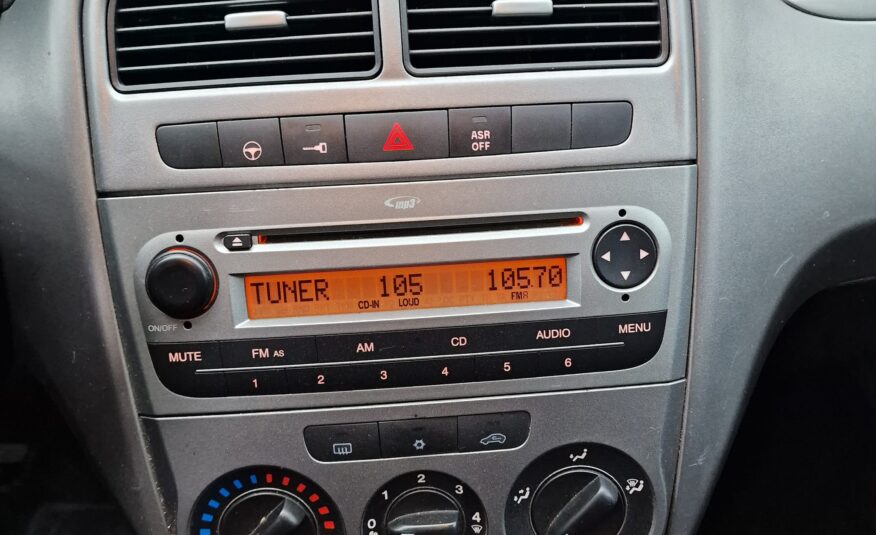 ASR
OFF
mp3
TUNER 105 105.70
CD-IN LOUD
ON/OFF
MUTE FM AS AM CD AUDIO MENU
1 2 3 4 5 6
0 1 2 3 4